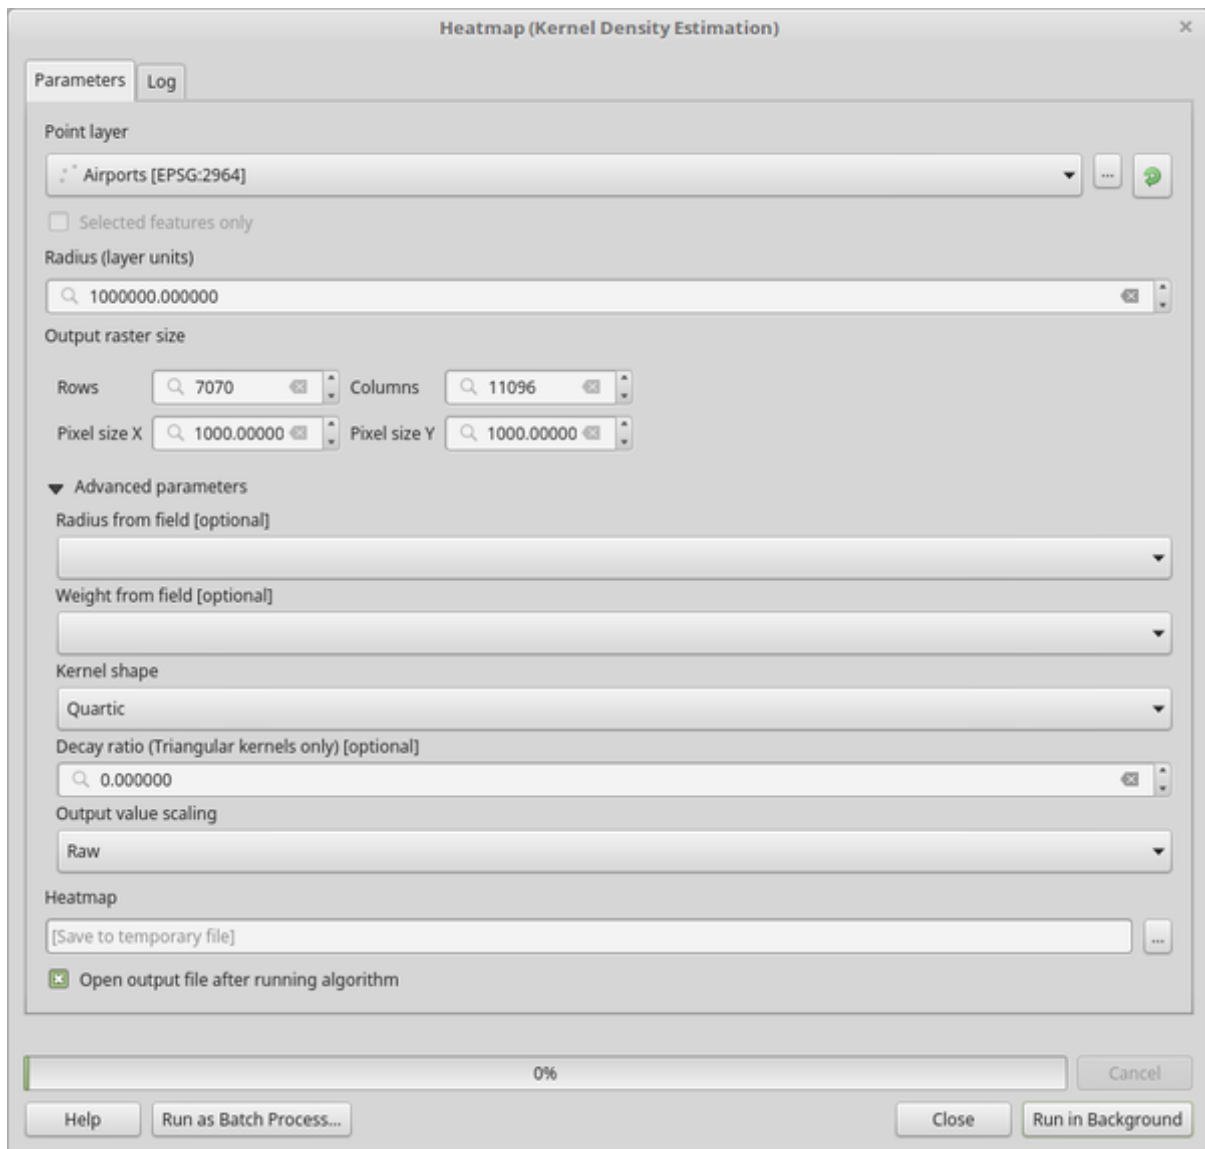 Heatmap (Kernel Density Estimation)
Parameters Log
Point layer
Airports [EPSG:2964] ...
Selected features only
Radius (layer units)
1000000.000000
Output raster size
Rows 7070 Columns 11096
Pixel size X 1000.00000 Pixel size Y 1000.00000
Advanced parameters
Radius from field [optional]
Weight from field [optional]
Kernel shape
Quartic
Decay ratio (Triangular kernels only) [optional]
0.000000
Output value scaling
Raw
Heatmap
[Save to temporary file] ...
Open output file after running algorithm
0% Cancel
Help Run as Batch Process... Close Run in Background